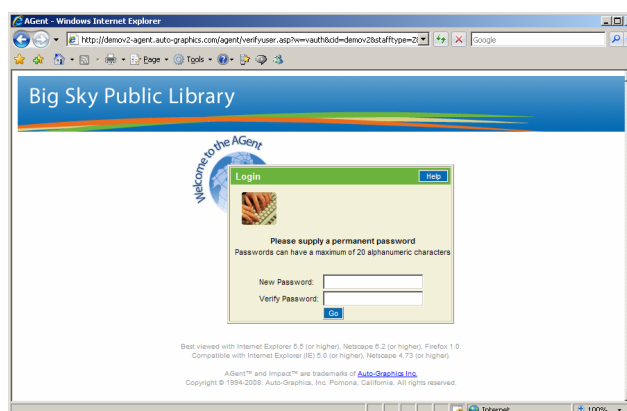 AGent - Windows Internet Explorer
http://demov2-agent.auto-graphics.com/agent/verifyuser.asp?w=vauth&cid=demov2&stafftype=Z
Google
Page Tools
Big Sky Public Library
Welcome to the AGent
Login Help
Please supply a permanent password
Passwords can have a maximum of 20 alphanumeric characters
New Password:
Verify Password:
Go
Best viewed with Internet Explorer 5.5 (or higher), Netscape 6.2 (or higher), Firefox 1.0.
Compatible with Internet Explorer (IE) 5.0 (or higher), Netscape 4.73 (or higher).
AGent™ and Impact™ are trademarks of Auto-Graphics Inc.
Copyright © 1994-2008. Auto-Graphics, Inc. Pomona, California. All rights reserved.
Internet 100%